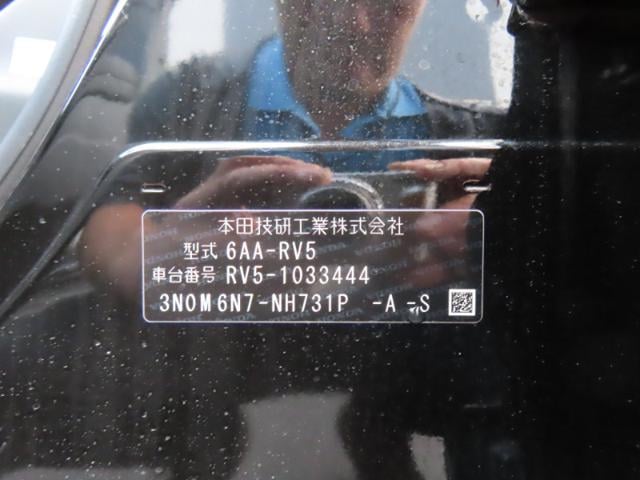 本田技研工業株式会社
型式 6AA-RV5
車台番号 RV5-1033444
3N0M6N7-NH731P -A -S